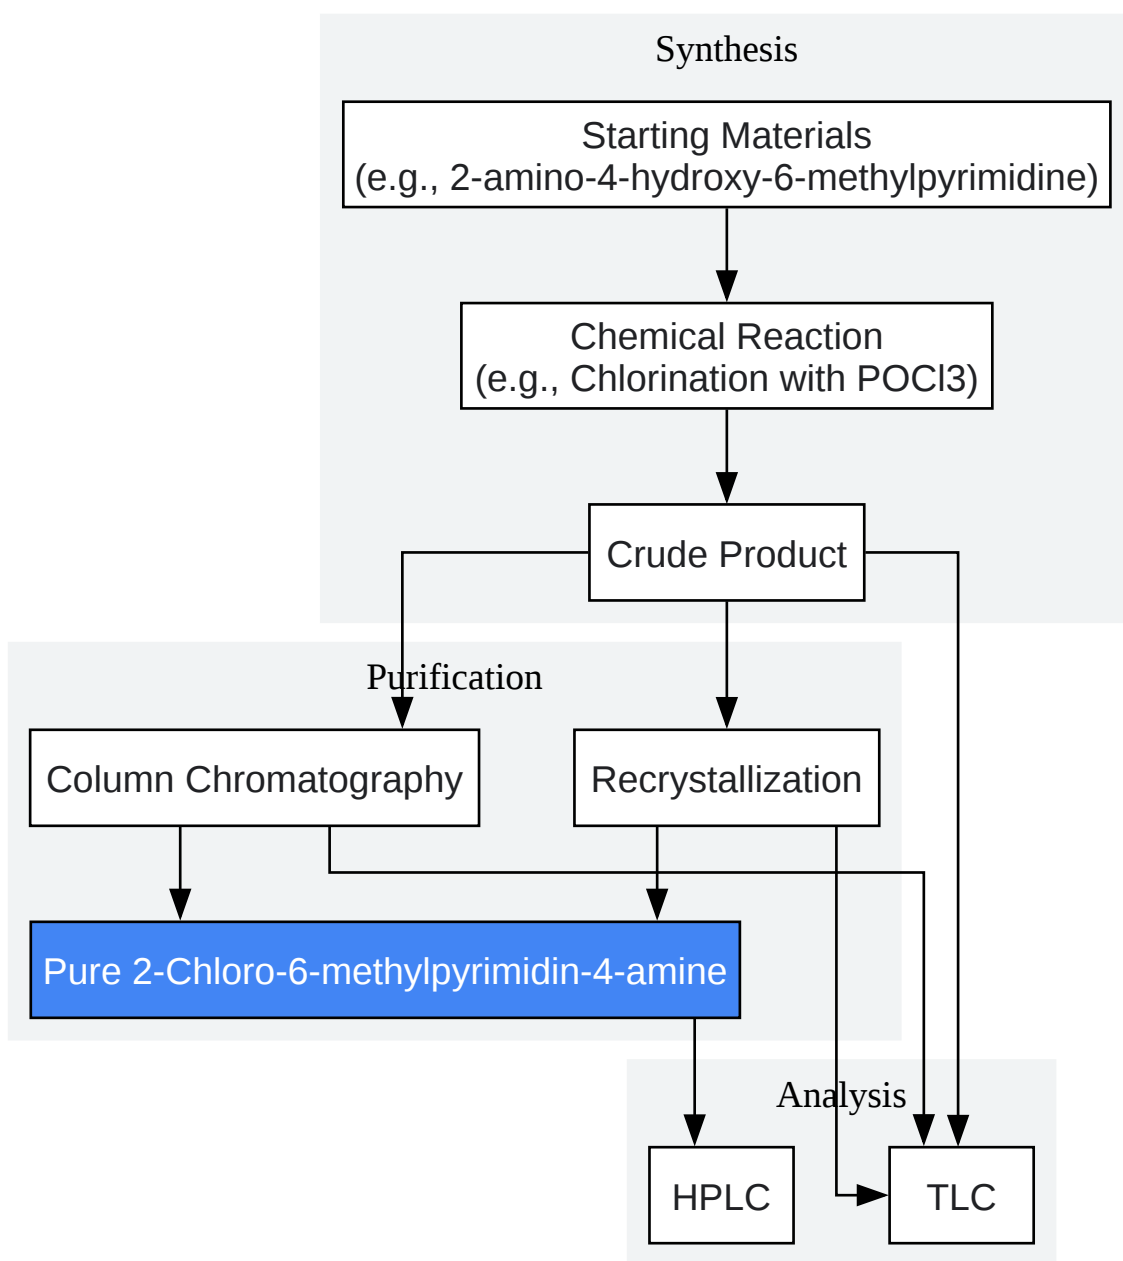 Synthesis
Starting Materials
(e.g., 2-amino-4-hydroxy-6-methylpyrimidine)
Chemical Reaction
(e.g., Chlorination with POCl3)
Crude Product
Purification
Column Chromatography
Recrystallization
Pure 2-Chloro-6-methylpyrimidin-4-amine
Analysis
HPLC
TLC